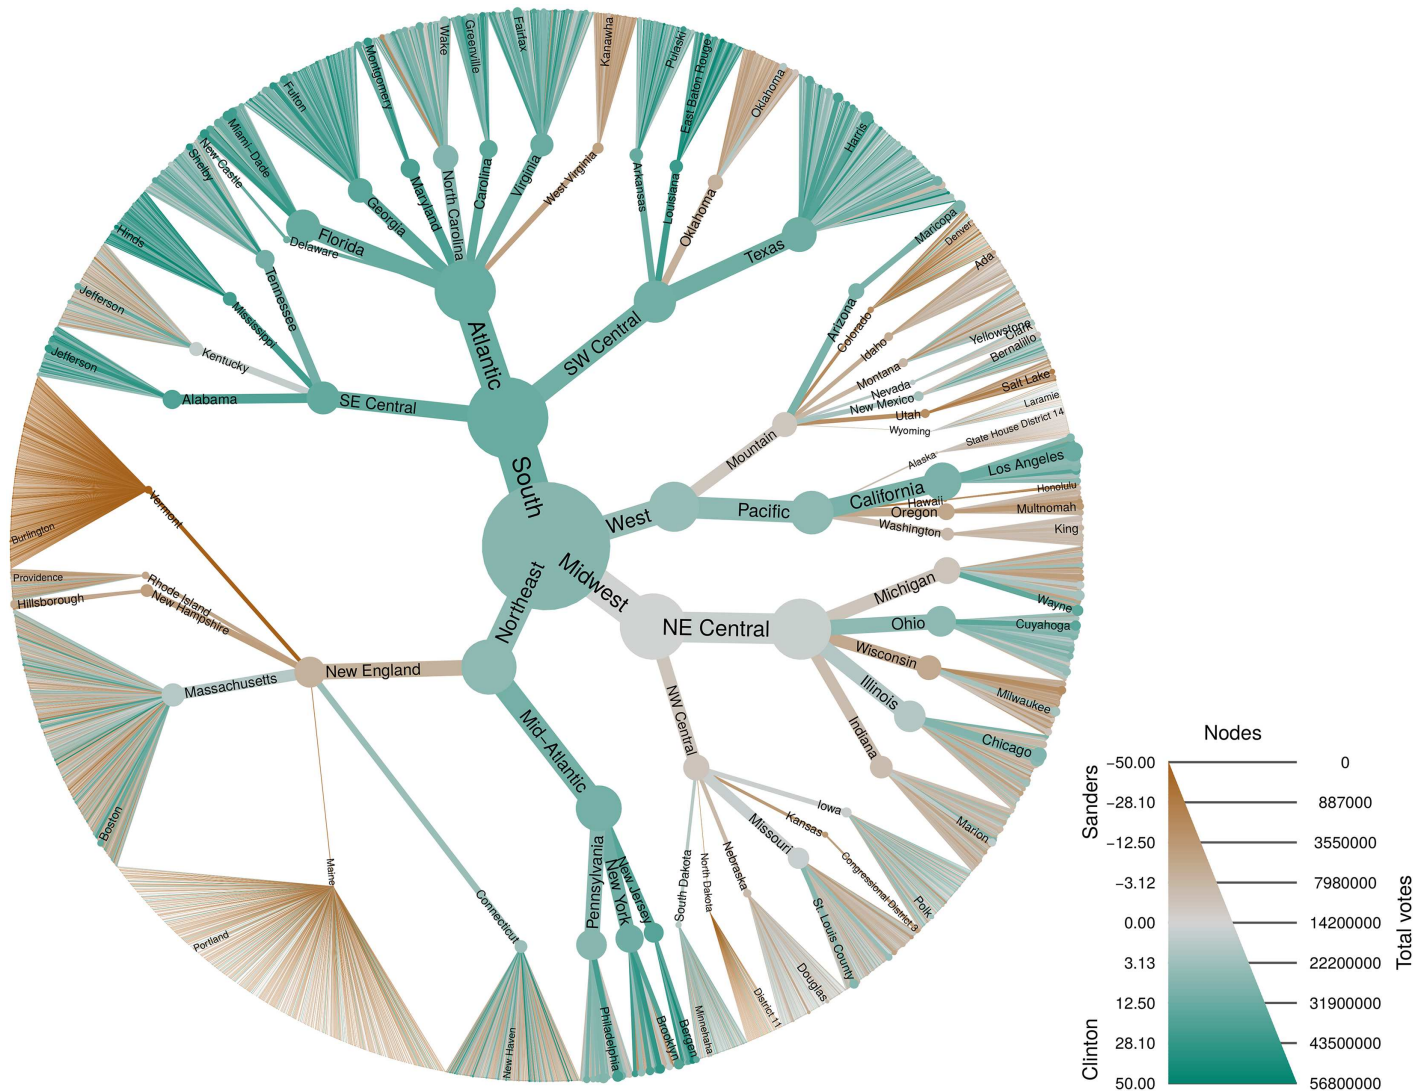 Fairfax
Kanawha
Greenville
Wake
Pulaski
East Baton Rouge
Montgomery
Oklahoma
Fulton
Harris
Miami−Dade
New Castle
Shelby
Hinds
Jefferson
Jefferson
North Carolina
Carolina
Virginia
West Virginia
Maryland
Georgia
Florida
Delaware
Tennessee
Mississippi
Kentucky
Alabama
Arkansas
Louisiana
Oklahoma
Texas
Atlantic
SW Central
SE Central
South
Maricopa
Denver
Ada
Yellowstone
Clark
Bernalillo
Salt Lake
Laramie
State House District 14
Arizona
Colorado
Idaho
Montana
Nevada
New Mexico
Utah
Wyoming
Mountain
Alaska
Los Angeles
California
Honolulu
Hawaii
Oregon
Multnomah
Washington
King
West
Pacific
Midwest
NE Central
Michigan
Wayne
Ohio
Cuyahoga
Wisconsin
Milwaukee
Illinois
Chicago
Indiana
Marion
NW Central
Iowa
Polk
Kansas
Congressional District 3
Missouri
St. Louis County
Nebraska
Douglas
North Dakota
District 11
South Dakota
Minnehaha
Northeast
New England
Mid−Atlantic
Vermont
Burlington
Providence
Rhode Island
Hillsborough
New Hampshire
Massachusetts
Boston
Maine
Portland
Connecticut
New Haven
Pennsylvania
Philadelphia
New York
Brooklyn
New Jersey
Bergen
Nodes
Sanders
Clinton
Total votes
−50.00 0
−28.10 887000
−12.50 3550000
−3.12 7980000
0.00 14200000
3.13 22200000
12.50 31900000
28.10 43500000
50.00 56800000